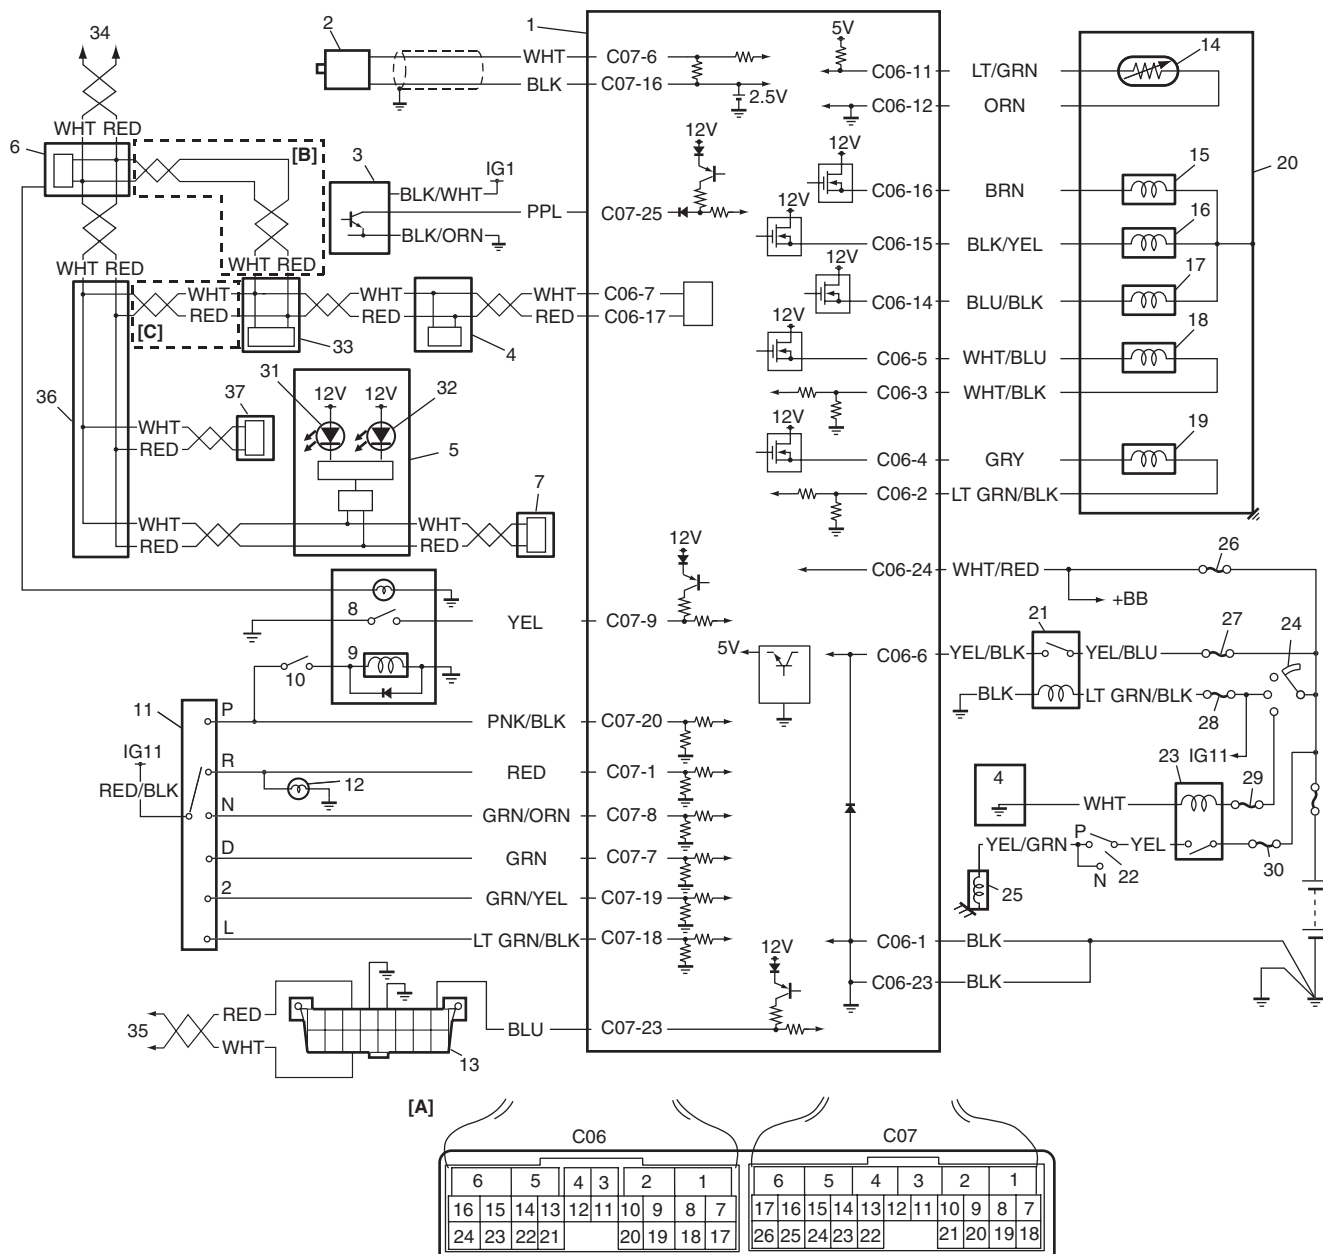 34
2
1
5V
14
WHT
C07-6
C06-11
LT/GRN
BLK
C07-16
2.5V
C06-12
ORN
WHT RED
6
[B]
3
IG1
12V
12V
15
20
BLK/WHT
C06-16
BRN
PPL
C07-25
12V
16
BLK/ORN
C06-15
BLK/YEL
WHT RED
WHT RED
12V
17
WHT
WHT
WHT
C06-7
C06-14
BLU/BLK
RED
RED
RED
C06-17
12V
18
[C]
33
4
C06-5
WHT/BLU
31
32
36
37
12V
12V
C06-3
WHT/BLK
12V
19
WHT
RED
5
C06-4
GRY
7
C06-2
LT GRN/BLK
WHT
WHT
RED
RED
12V
26
C06-24
WHT/RED
+BB
8
YEL
C07-9
21
27
24
9
5V
C06-6
YEL/BLK
YEL/BLU
10
BLK
LT GRN/BLK
11
P
PNK/BLK
C07-20
28
IG11
R
RED
C07-1
IG11
23
RED/BLK
12
4
29
WHT
N
GRN/ORN
C07-8
D
GRN
C07-7
YEL/GRN
P
YEL
N
22
30
2
GRN/YEL
C07-19
25
L
LT GRN/BLK
C07-18
C06-1
BLK
12V
C06-23
BLK
RED
35
BLU
C07-23
WHT
13
[A]
C06
C07
6 5 4 3 2 1
6 5 4 3 2 1
16 15 14 13 12 11 10 9 8 7
17 16 15 14 13 12 11 10 9 8 7
24 23 22 21 20 19 18 17
26 25 24 23 22 21 20 19 18